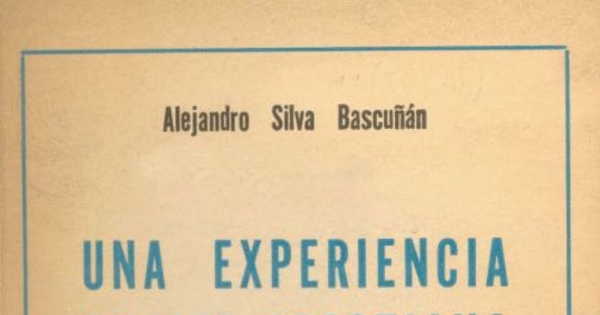 Alejandro Silva Bascuñán
UNA EXPERIENCIA